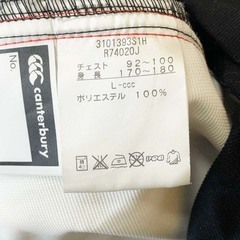 3101393S1H
R74020J
チェスト 92~100
身長 170~180
L-ccc
ポリエステル 100%
No.
canterbury